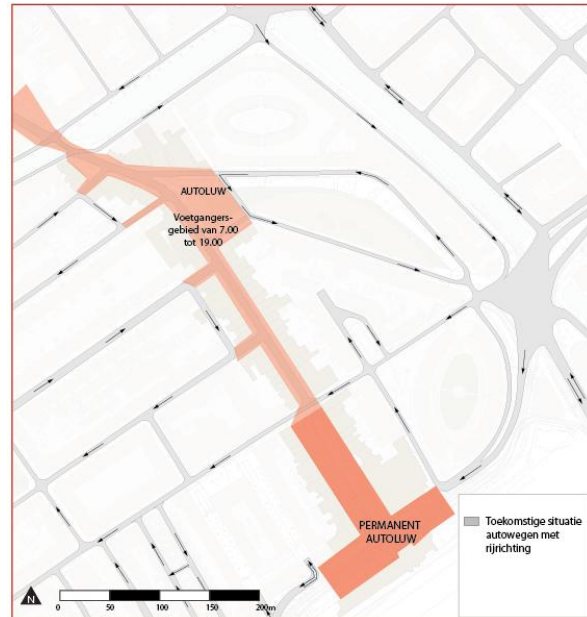 AUTOLUW
Voetgangers-
gebied van 7.00
tot 19.00
PERMANENT
AUTOLUW
Toekomstige situatie
autowegen met
rijrichting
N
0 50 100 150 200m